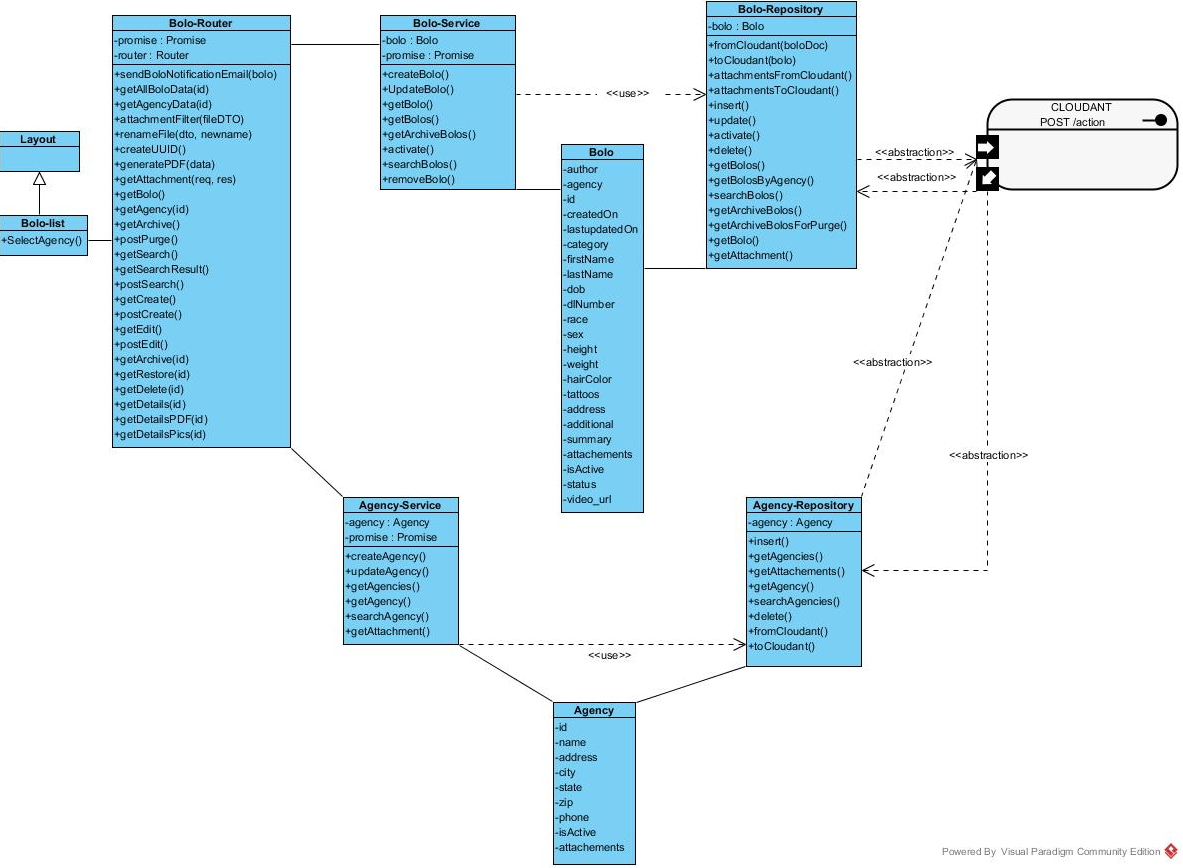 Layout
Bolo-list
+SelectAgency()
Bolo-Router
-promise : Promise
-router : Router
+sendBoloNotificationEmail(bolo)
+getAllBoloData(id)
+getAgencyData(id)
+attachmentFilter(fileDTO)
+renameFile(dto, newname)
+createUUID()
+generatePDF(data)
+getAttachment(req, res)
+getBolo()
+getAgency(id)
+getArchive()
+postPurge()
+getSearch()
+getSearchResult()
+postSearch()
+getCreate()
+postCreate()
+getEdit()
+postEdit()
+getArchive(id)
+getRestore(id)
+getDelete(id)
+getDetails(id)
+getDetailsPDF(id)
+getDetailsPics(id)
Bolo-Service
-bolo : Bolo
-promise : Promise
+createBolo()
+UpdateBolo()
+getBolo()
+getBolos()
+getArchiveBolos()
+activate()
+searchBolos()
+removeBolo()
<<use>>
Bolo
-author
-agency
-id
-createdOn
-lastupdatedOn
-category
-firstName
-lastName
-dob
-dlNumber
-race
-sex
-height
-weight
-hairColor
-tattoos
-address
-additional
-summary
-attachements
-isActive
-status
-video_url
Bolo-Repository
-bolo : Bolo
+fromCloudant(boloDoc)
+toCloudant(bolo)
+attachmentsFromCloudant()
+attachmentsToCloudant()
+insert()
+update()
+activate()
+delete()
+getBolos()
+getBolosByAgency()
+searchBolos()
+getArchiveBolos()
+getArchiveBolosForPurge()
+getBolo()
+getAttachment()
<<abstraction>>
<<abstraction>>
CLOUDANT
POST /action
<<abstraction>>
<<abstraction>>
Agency-Service
-agency : Agency
-promise : Promise
+createAgency()
+updateAgency()
+getAgencies()
+getAgency()
+searchAgency()
+getAttachment()
<<use>>
Agency-Repository
-agency : Agency
+insert()
+getAgencies()
+getAttachements()
+getAgency()
+searchAgencies()
+delete()
+fromCloudant()
+toCloudant()
Agency
-id
-name
-address
-city
-state
-zip
-phone
-isActive
-attachements
Powered By Visual Paradigm Community Edition